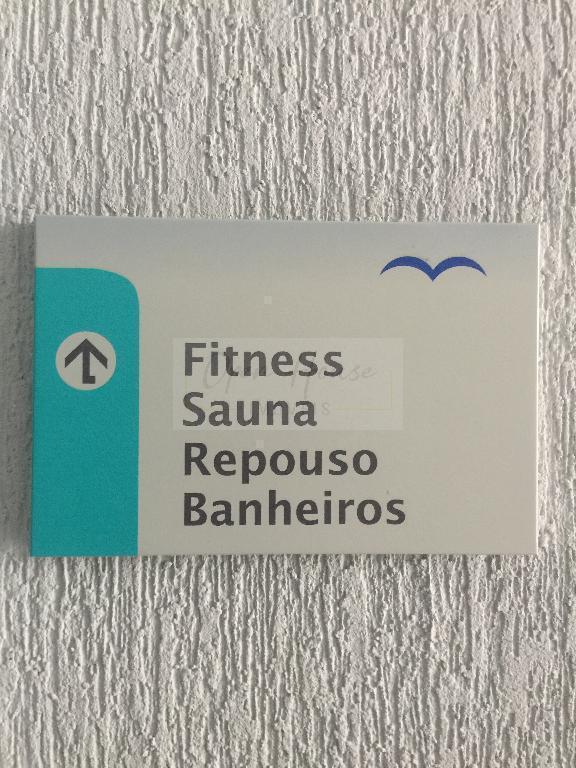 Fitness
Sauna
Repouso
Banheiros